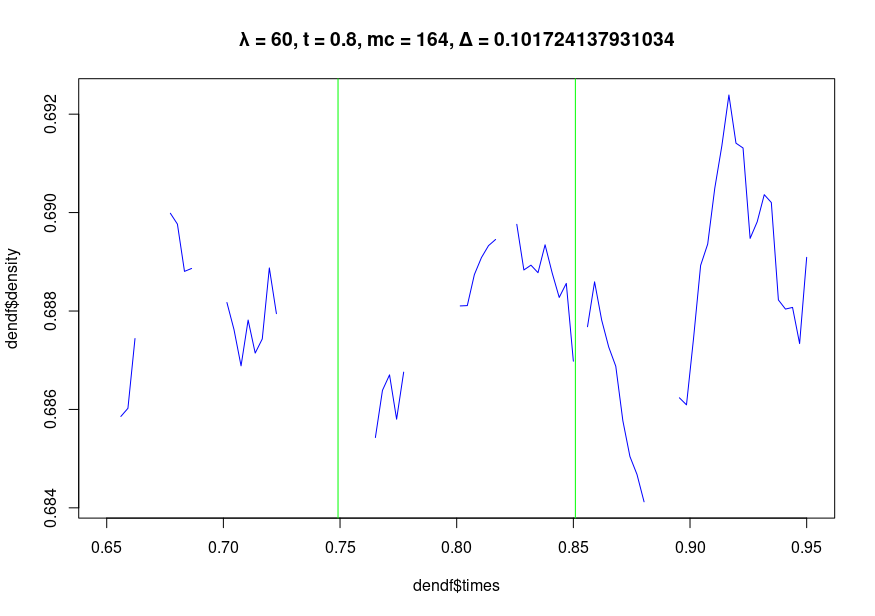 λ = 60, t = 0.8, mc = 164, Δ = 0.101724137931034
0.692
0.690
0.688
0.686
0.684
dendf$density
0.65 0.70 0.75 0.80 0.85 0.90 0.95
dendf$times